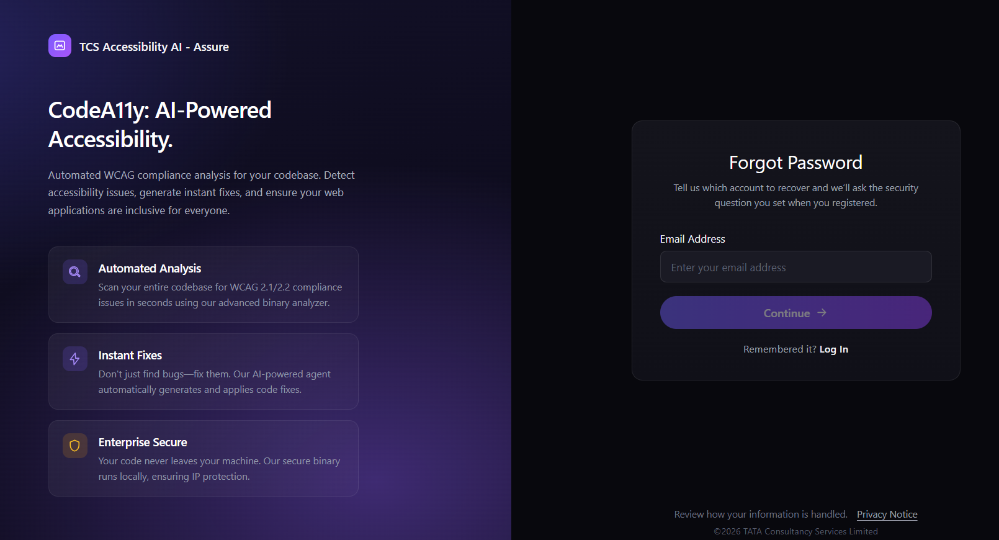 TCS Accessibility AI - Assure
CodeA11y: AI-Powered
Accessibility.
Automated WCAG compliance analysis for your codebase. Detect
accessibility issues, generate instant fixes, and ensure your web
applications are inclusive for everyone.
Automated Analysis
Scan your entire codebase for WCAG 2.1/2.2 compliance
issues in seconds using our advanced binary analyzer.
Instant Fixes
Don't just find bugs—fix them. Our AI-powered agent
automatically generates and applies code fixes.
Enterprise Secure
Your code never leaves your machine. Our secure binary
runs locally, ensuring IP protection.
Forgot Password
Tell us which account to recover and we’ll ask the security
question you set when you registered.
Email Address
Enter your email address
Continue →
Remembered it? Log In
Review how your information is handled. Privacy Notice
©2026 TATA Consultancy Services Limited